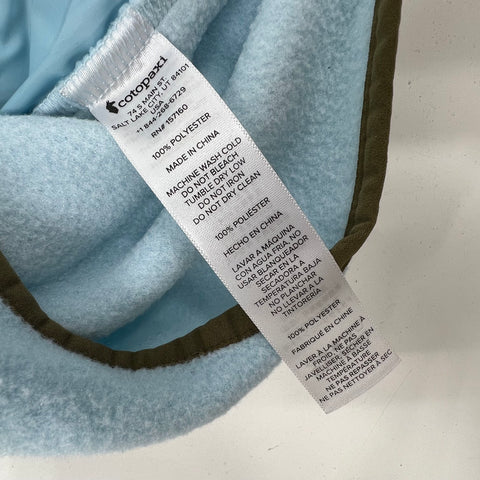 cotopaxi
74 S MAIN ST.
SALT LAKE CITY, UT 84101
USA
+1 844-268-6729
RN# 157160
100% POLYESTER
MADE IN CHINA
MACHINE WASH COLD
DO NOT BLEACH
TUMBLE DRY LOW
DO NOT IRON
DO NOT DRY CLEAN
100% POLIÉSTER
HECHO EN CHINA
LAVAR A MÁQUINA
CON AGUA FRÍA, NO
USAR BLANQUEADOR
SECAR EN LA
SECADORA A
TEMPERATURA BAJA
NO PLANCHAR
NO LLEVAR A LA
TINTORERÍA
100% POLYESTER
FABRIQUÉ EN CHINE
LAVER À LA MACHINE À
FROID NE PAS
JAVELLISER, SÉCHER EN
MACHINE À BASSE
TEMPÉRATURE
NE PAS REPASSER
NE PAS NETTOYER À SEC